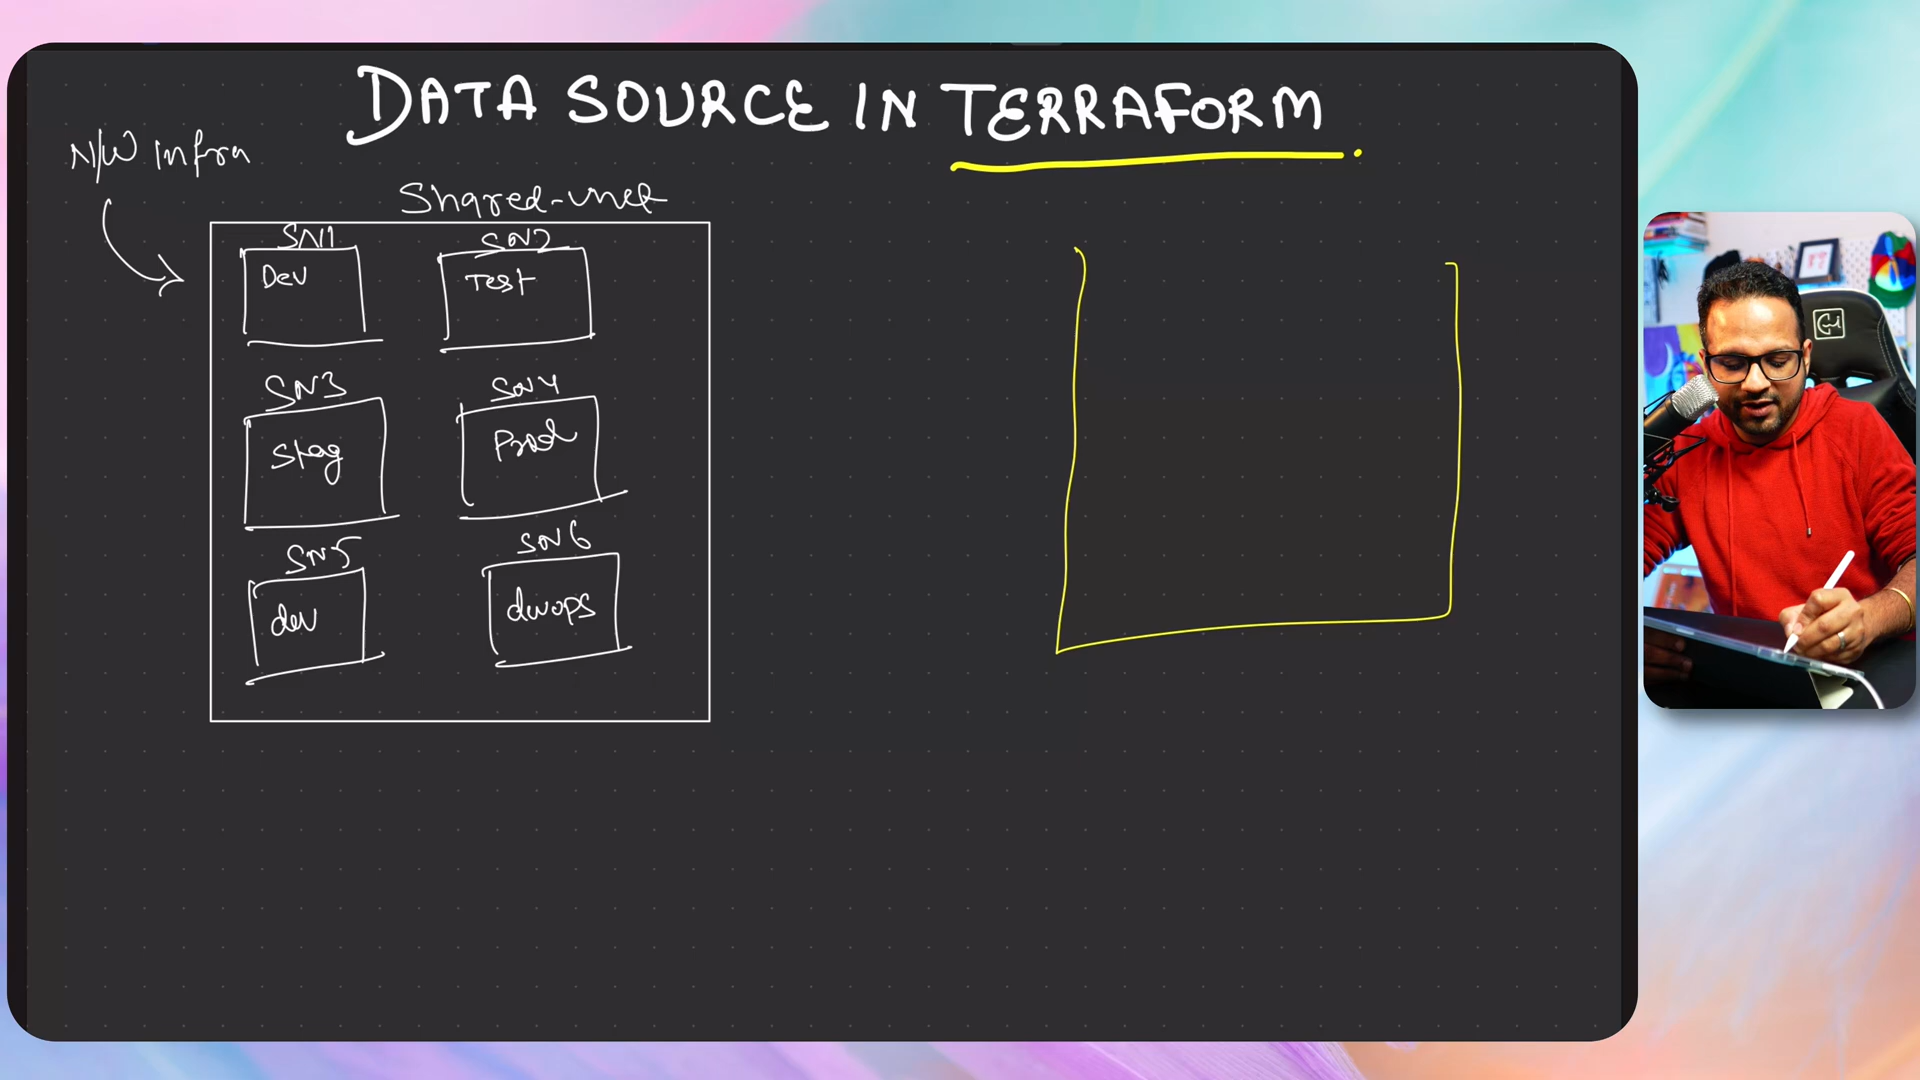 DATA SOURCE IN TERRAFORM
N/W Infra
Shared-vnet
SN1
SN2
Dev
Test
SN3
SN4
Stag
Prod
SN5
SN6
dev
devops